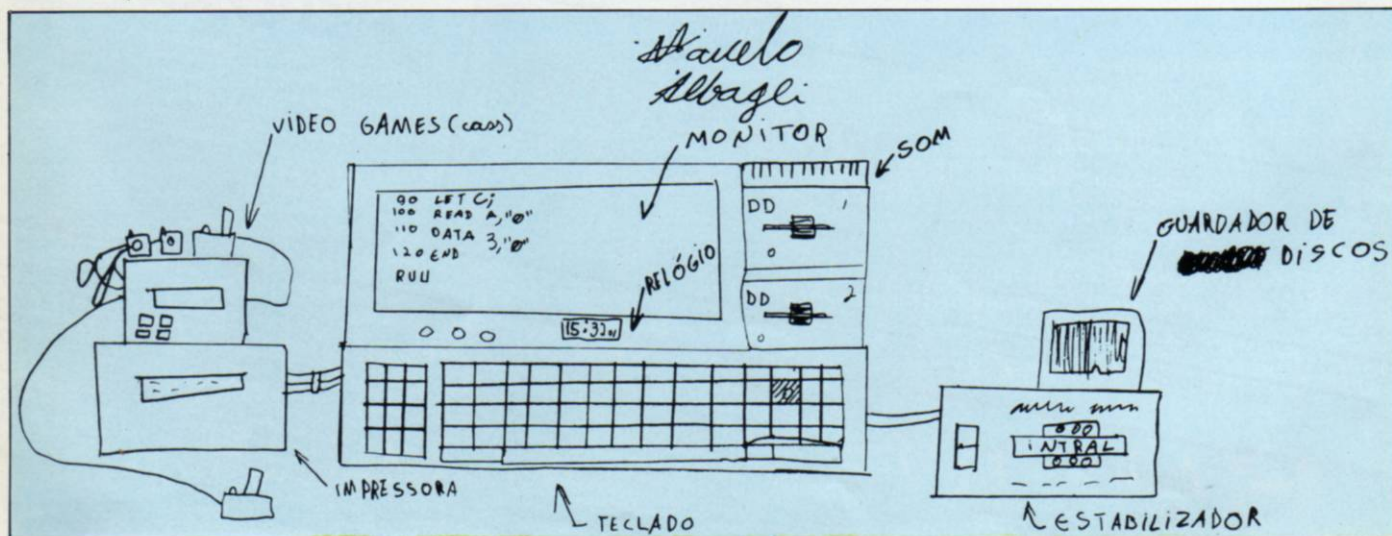 Marcelo
Albagli
VIDEO GAMES (cass)
MONITOR
SOM
90 LET C;
100 READ A,"0"
110 DATA 3,"0"
120 END
RUN
DD 1
DD 2
RELÓGIO
15:32
GUARDADOR DE
DISCOS
INTRAL
IMPRESSORA
TECLADO
ESTABILIZADOR